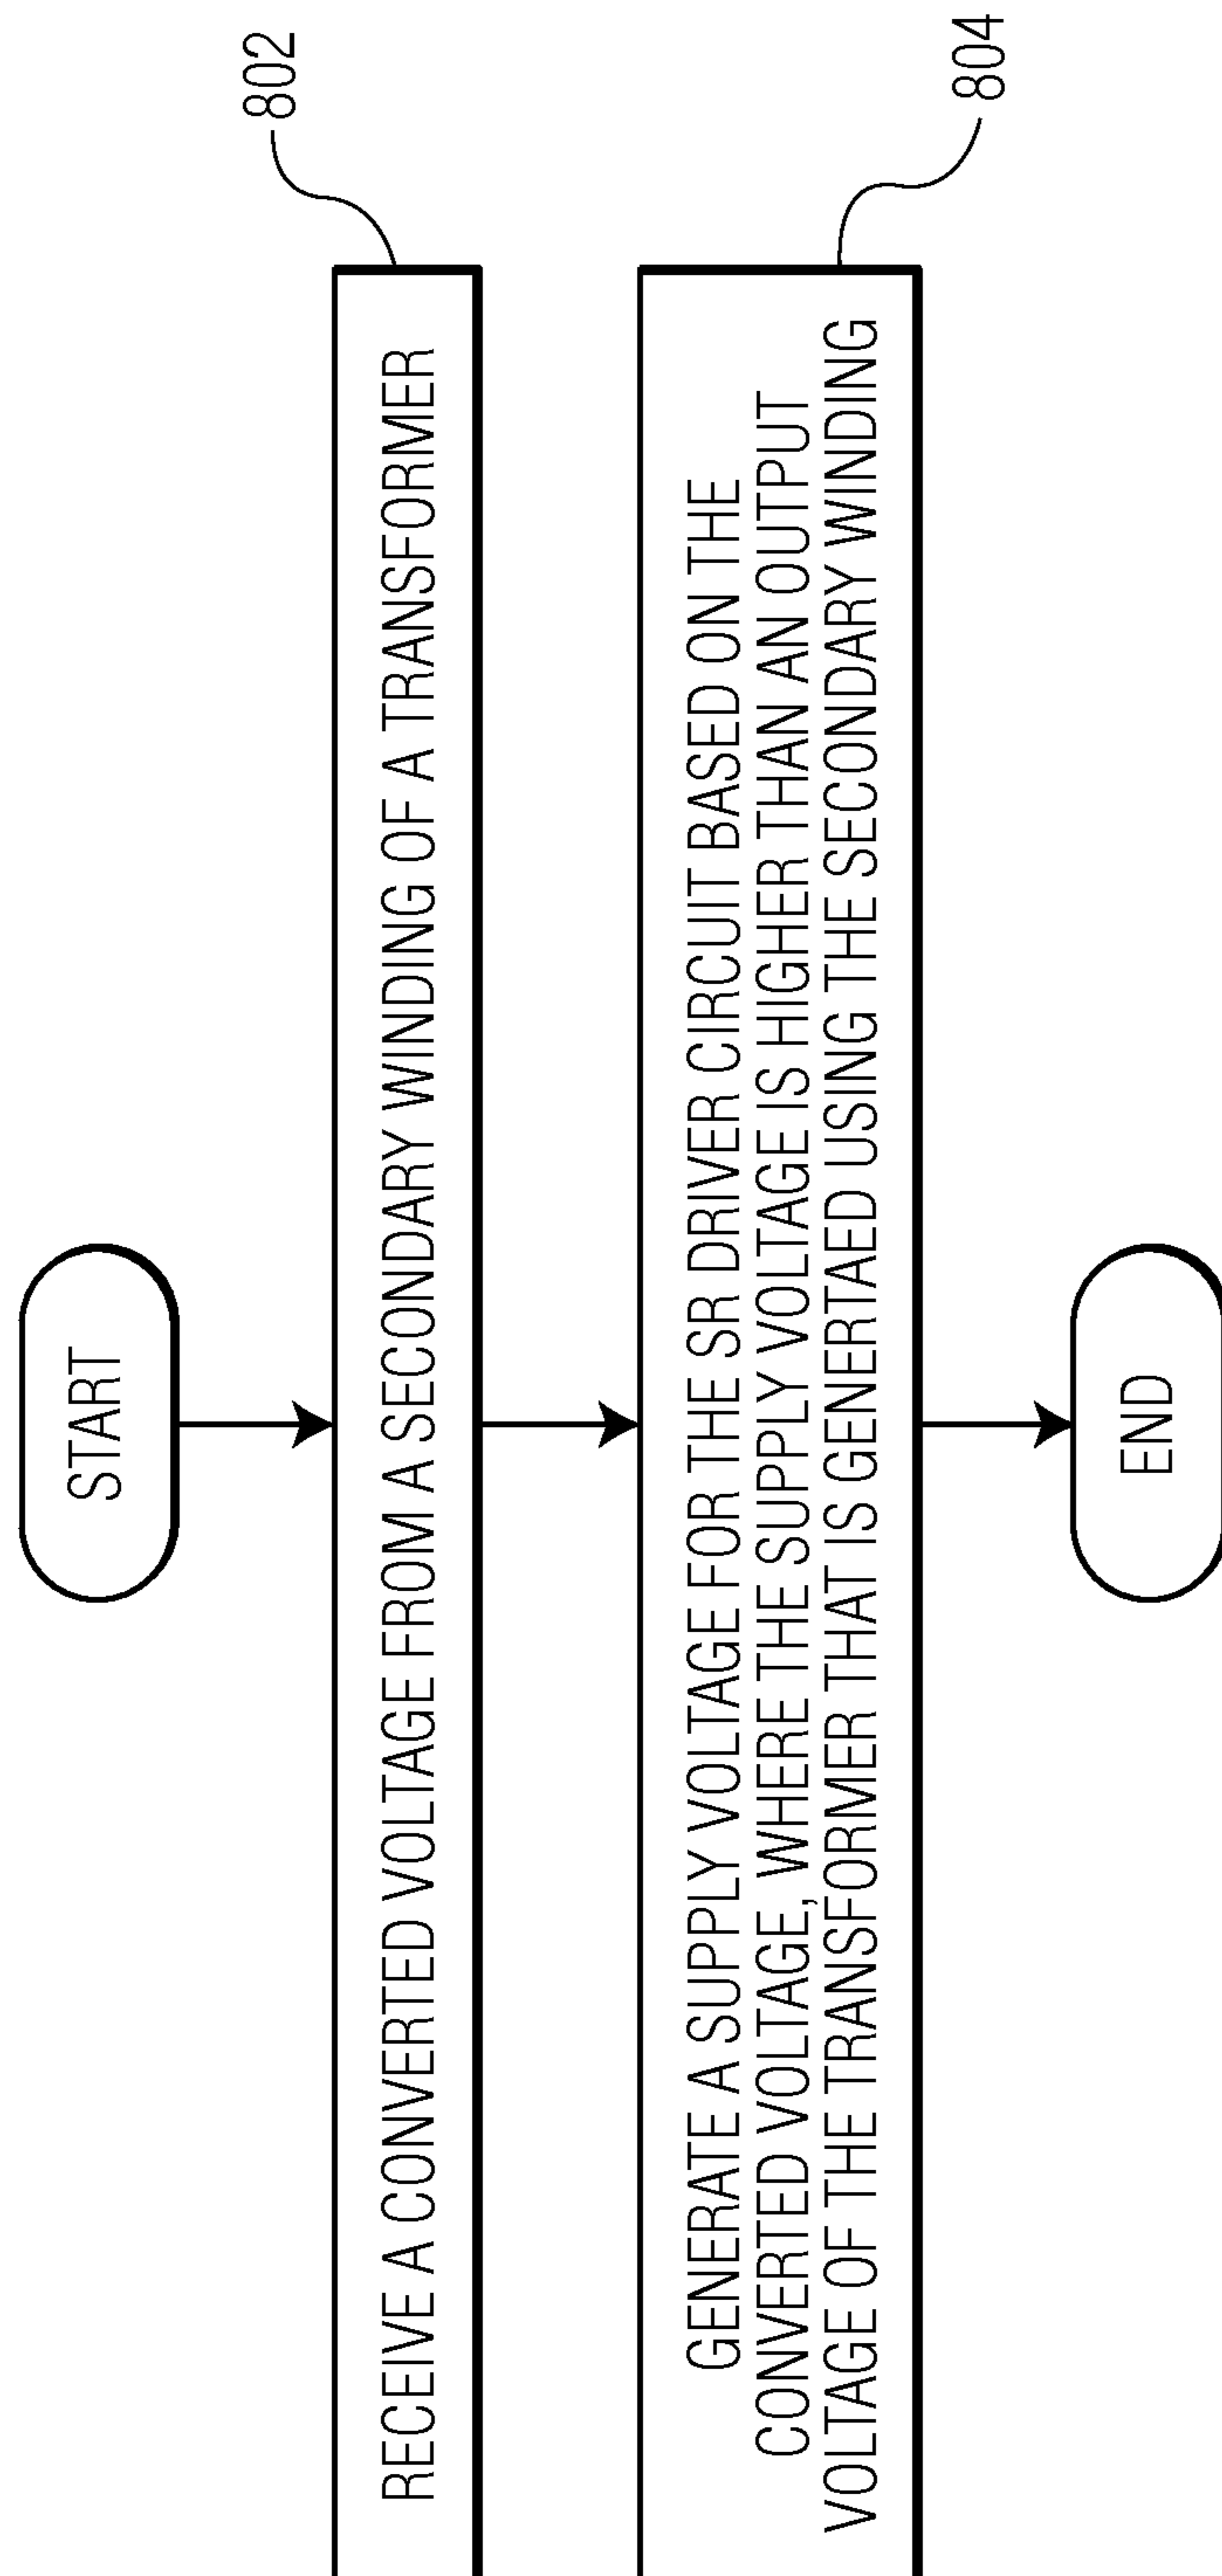 START
802
RECEIVE A CONVERTED VOLTAGE FROM A SECONDARY WINDING OF A TRANSFORMER
804
GENERATE A SUPPLY VOLTAGE FOR THE SR DRIVER CIRCUIT BASED ON THE
CONVERTED VOLTAGE, WHERE THE SUPPLY VOLTAGE IS HIGHER THAN AN OUTPUT
VOLTAGE OF THE TRANSFORMER THAT IS GENERTAED USING THE SECONDARY WINDING
END